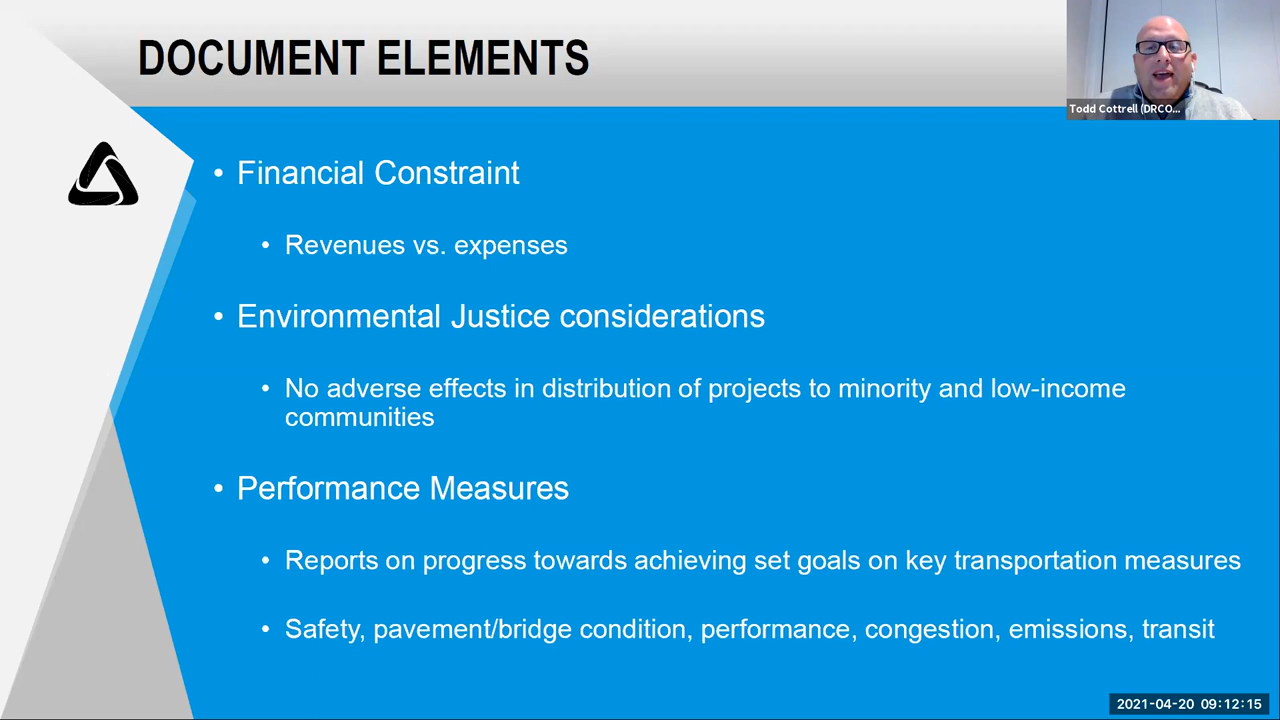 DOCUMENT ELEMENTS
Todd Cottrell (DRCO...
• Financial Constraint
• Revenues vs. expenses
• Environmental Justice considerations
• No adverse effects in distribution of projects to minority and low-income
communities
• Performance Measures
• Reports on progress towards achieving set goals on key transportation measures
• Safety, pavement/bridge condition, performance, congestion, emissions, transit
2021-04-20 09:12:15